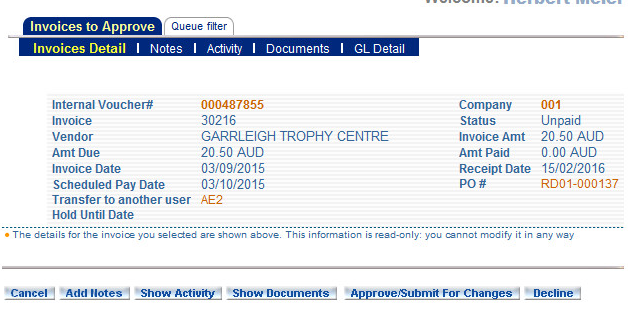 Welcome: Herbert Meier
Invoices to Approve Queue filter
Invoices Detail | Notes | Activity | Documents | GL Detail
Internal Voucher# 000487855 Company 001
Invoice 30216 Status Unpaid
Vendor GARRLEIGH TROPHY CENTRE Invoice Amt 20.50 AUD
Amt Due 20.50 AUD Amt Paid 0.00 AUD
Invoice Date 03/09/2015 Receipt Date 15/02/2016
Scheduled Pay Date 03/10/2015 PO # RD01-000137
Transfer to another user AE2
Hold Until Date
• The details for the invoice you selected are shown above. This information is read-only: you cannot modify it in any way
Cancel Add Notes Show Activity Show Documents Approve/Submit For Changes Decline